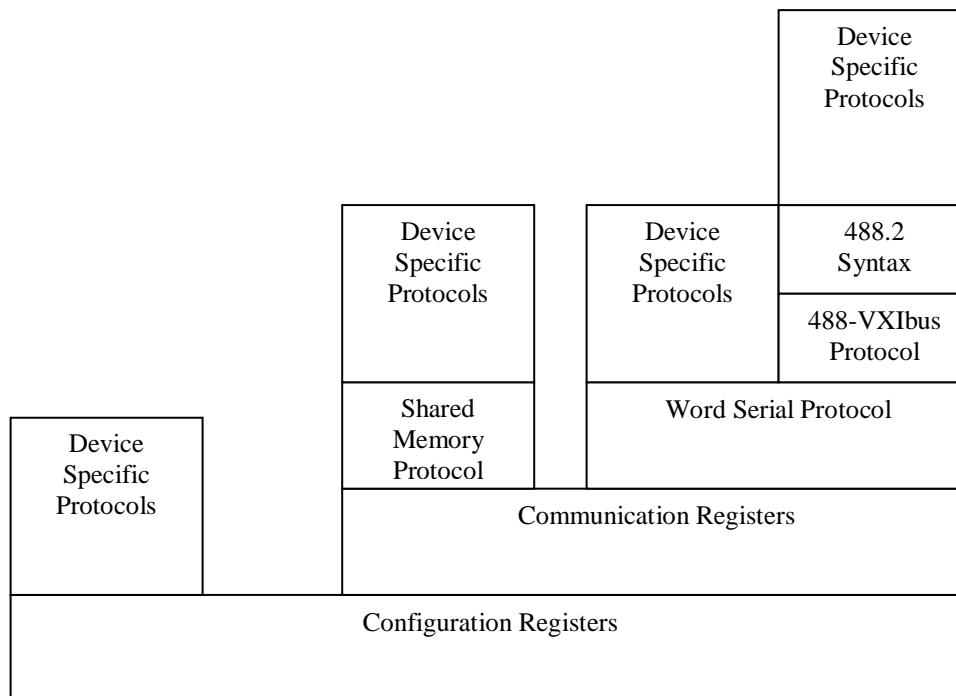 Device
Specific
Protocols
Device
Specific
Protocols
Device
Specific
Protocols
488.2
Syntax
488-VXIbus
Protocol
Shared
Memory
Protocol
Word Serial Protocol
Device
Specific
Protocols
Communication Registers
Configuration Registers